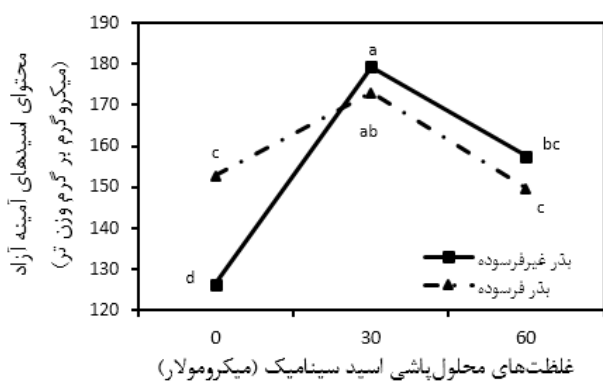 محتوای اسیدهای آمینه آزاد
(میکروگرم بر گرم وزن تر)
190
180
170
160
150
140
130
120
a
ab
bc
c
c
d
بذر غیرفرسوده
بذر فرسوده
0 30 60
غلظت‌های محلول‌پاشی اسید سینامیک (میکرومولار)